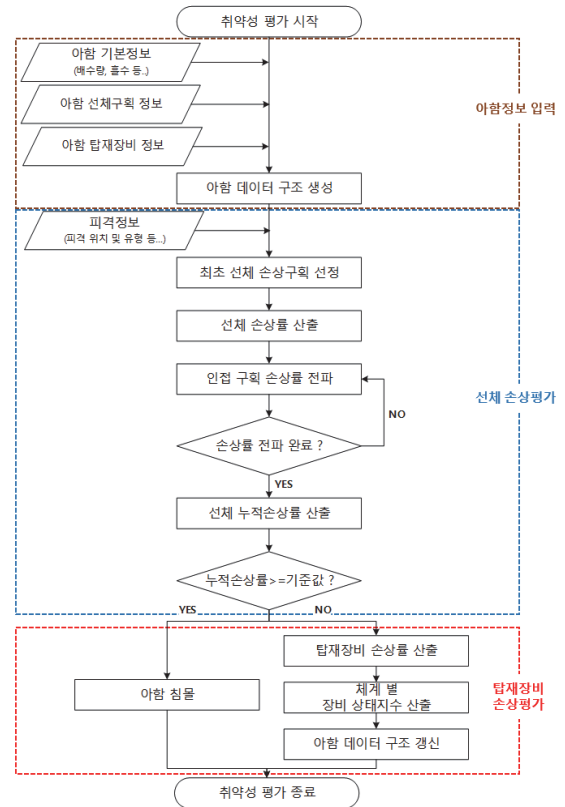 취약성 평가 시작
아함 기본정보
(배수량, 흘수 등..)
아함 선체구획 정보
아함정보 입력
아함 탑재장비 정보
아함 데이터 구조 생성
피격정보
(피격 위치 및 유형 등...)
최초 선체 손상구획 선정
선체 손상률 산출
인접 구획 손상률 전파
선체 손상평가
NO
손상률 전파 완료 ?
YES
선체 누적손상률 산출
누적손상률>=기준값 ?
YES
NO
탑재장비 손상률 산출
아함 침몰
체계 별
장비 상태지수 산출
탑재장비
손상평가
아함 데이터 구조 갱신
취약성 평가 종료